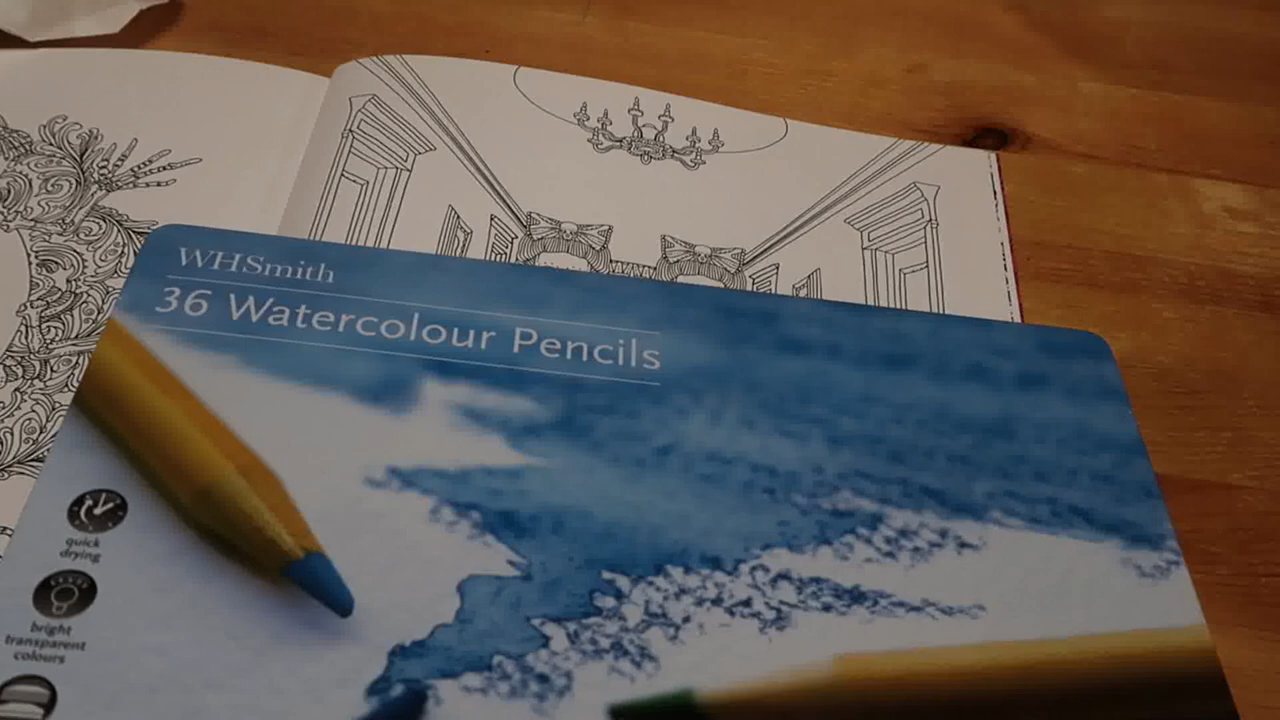 WHSmith
36 Watercolour Pencils
quick
drying
bright
transparent
colours